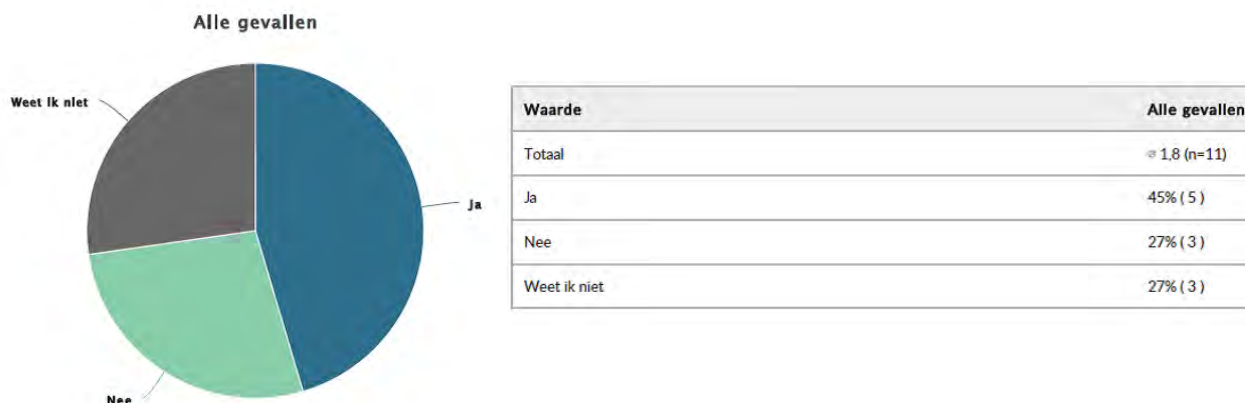 Alle gevallen
Weet ik niet
Ja
Nee
Waarde Alle gevallen
Totaal ⌀ 1,8 (n=11)
Ja 45% ( 5 )
Nee 27% ( 3 )
Weet ik niet 27% ( 3 )